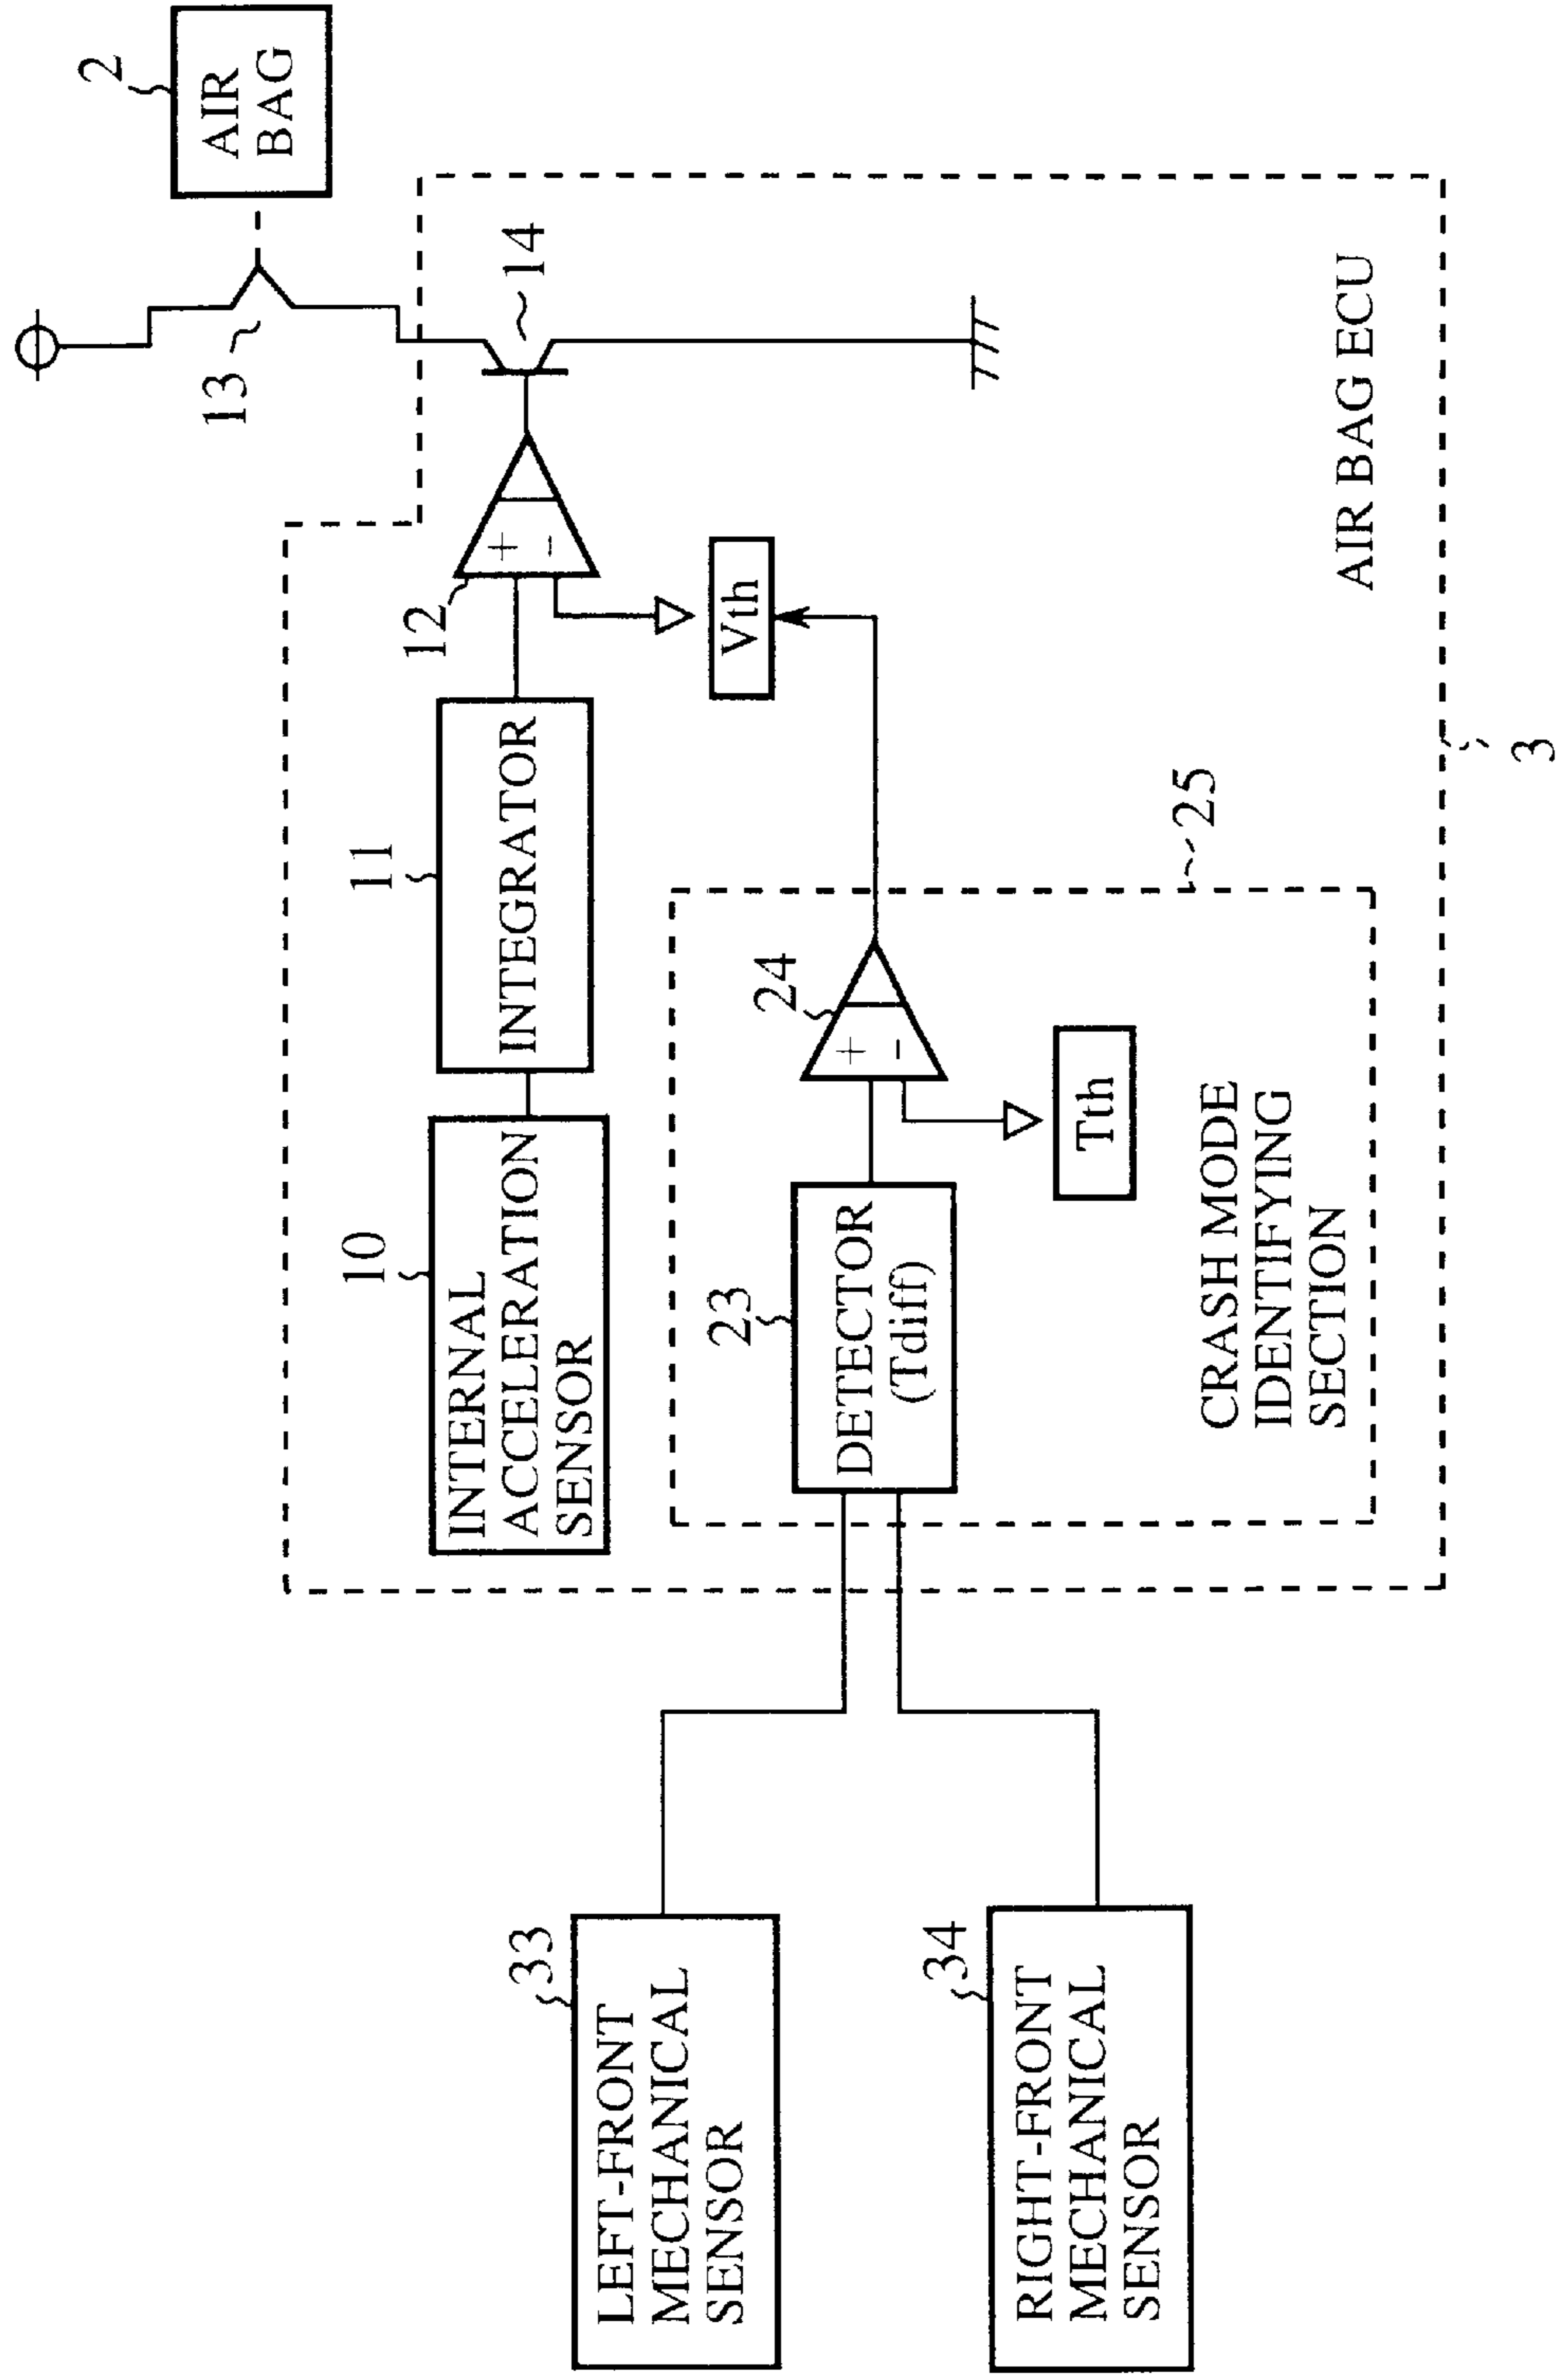 2
AIR
BAG
13
14
12
+
−
Vth
11
INTEGRATOR
10
INTERNAL
ACCELERATION
SENSOR
25
24
+
−
Tth
23
DETECTOR
(Tdiff)
CRASH MODE
IDENTIFYING
SECTION
AIR BAG ECU
3
33
LEFT-FRONT
MECHANICAL
SENSOR
34
RIGHT-FRONT
MECHANICAL
SENSOR